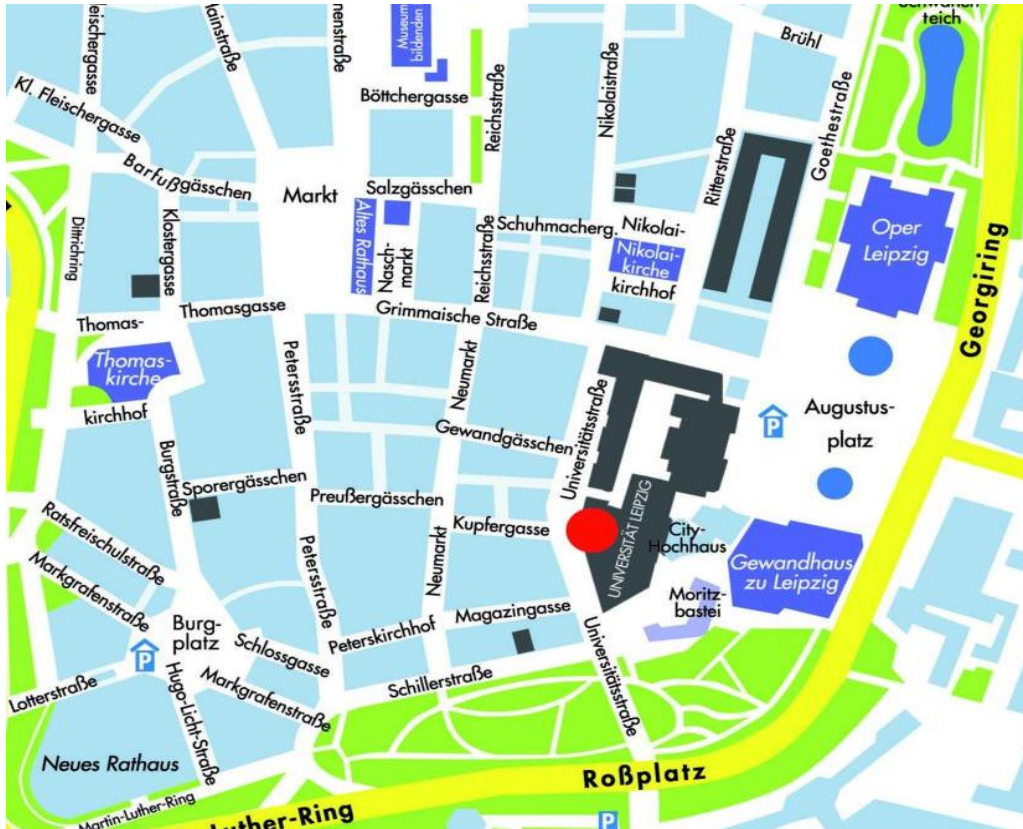 Schwanen-
teich
Brühl
Museum
bildenden
Kl. Fleischergasse
Böttchergasse
Reichsstraße
Nikolaistraße
Ritterstraße
Goethestraße
Barfußgässchen
Markt
Salzgässchen
Altes Rathaus
Nasch-
markt
Reichsstraße
Schuhmacherg.
Nikolai-
Nikolai-
kirche
kirchhof
Oper
Leipzig
Georgiring
Dittrichring
Klostergasse
Thomas-
Thomasgasse
Grimmaische Straße
Thomas-
kirche
kirchhof
Petersstraße
Neumarkt
Universitätsstraße
Augustus-
platz
P
Gewandgässchen
Burgstraße
Sporergässchen
Preußergässchen
Kupfergasse
UNIVERSITÄT LEIPZIG
City-
Hochhaus
Gewandhaus
zu Leipzig
Ratsfreischulstraße
Markgrafenstraße
Petersstraße
Neumarkt
Moritz-
bastei
Burg-
platz
P
Schlossgasse
Peterskirchhof
Magazingasse
Universitätsstraße
Lotterstraße
Hugo-Licht-Straße
Markgrafenstraße
Schillerstraße
Neues Rathaus
Roßplatz
Martin-Luther-Ring
Luther-Ring
P